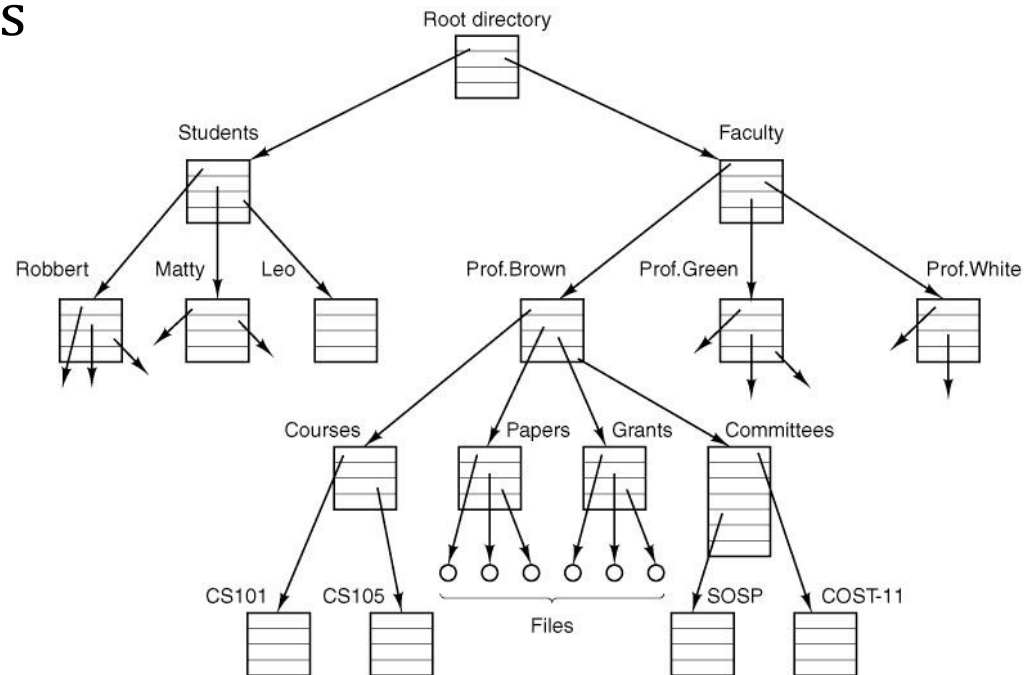 s
Root directory
Students
Faculty
Robbert
Matty
Leo
Prof.Brown
Prof.Green
Prof.White
Courses
Papers
Grants
Committees
CS101
CS105
SOSP
COST-11
Files